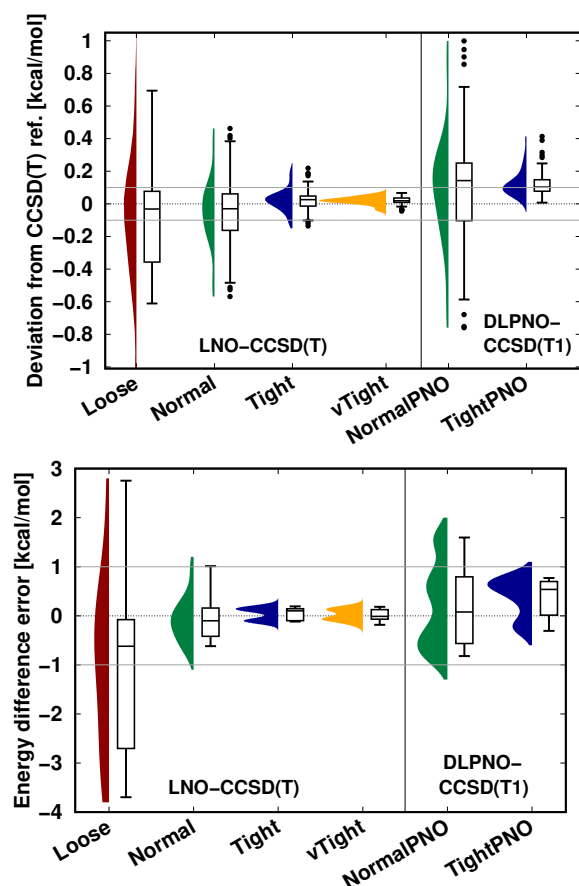 Deviation from CCSD(T) ref. [kcal/mol]
1
0.8
0.6
0.4
0.2
0
−0.2
−0.4
−0.6
−0.8
−1
LNO−CCSD(T)
DLPNO−
CCSD(T1)
Loose
Normal
Tight
vTight
NormalPNO
TightPNO
Energy difference error [kcal/mol]
3
2
1
0
−1
−2
−3
−4
LNO−CCSD(T)
DLPNO−
CCSD(T1)
Loose
Normal
Tight
vTight
NormalPNO
TightPNO